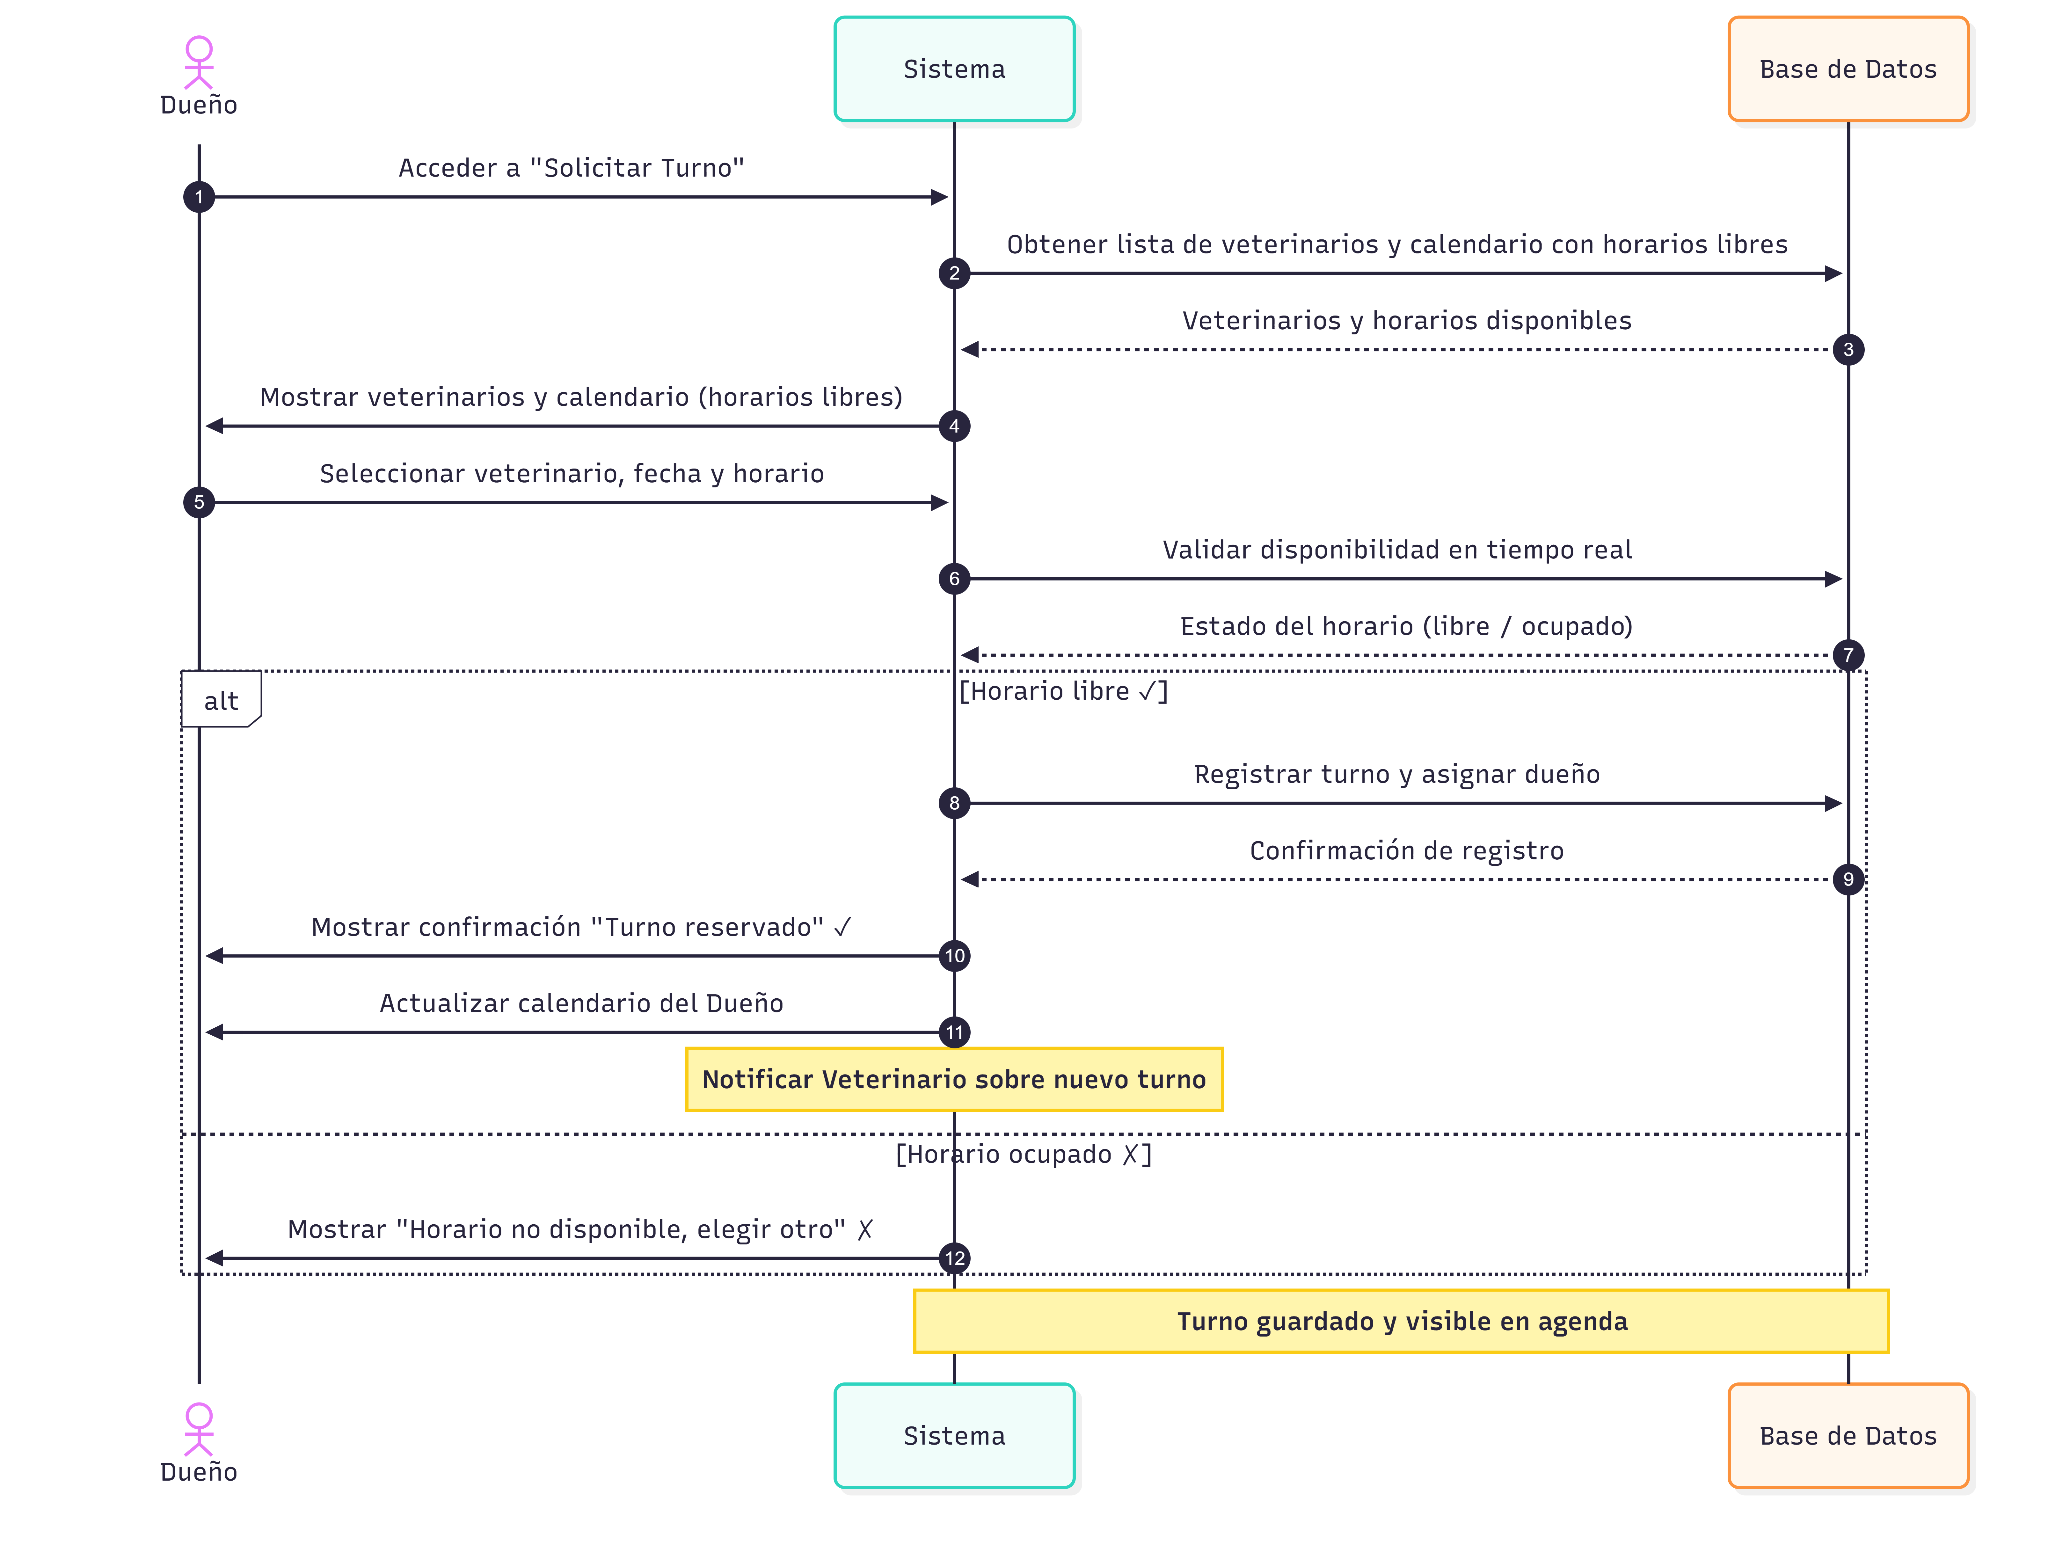 Dueño
Sistema
Base de Datos
Acceder a "Solicitar Turno"
1
Obtener lista de veterinarios y calendario con horarios libres
2
Veterinarios y horarios disponibles
3
Mostrar veterinarios y calendario (horarios libres)
4
Seleccionar veterinario, fecha y horario
5
Validar disponibilidad en tiempo real
6
Estado del horario (libre / ocupado)
7
alt
[Horario libre ✓]
Registrar turno y asignar dueño
8
Confirmación de registro
9
Mostrar confirmación "Turno reservado" ✓
10
Actualizar calendario del Dueño
11
Notificar Veterinario sobre nuevo turno
[Horario ocupado ✗]
Mostrar "Horario no disponible, elegir otro" ✗
12
Turno guardado y visible en agenda
Dueño
Sistema
Base de Datos